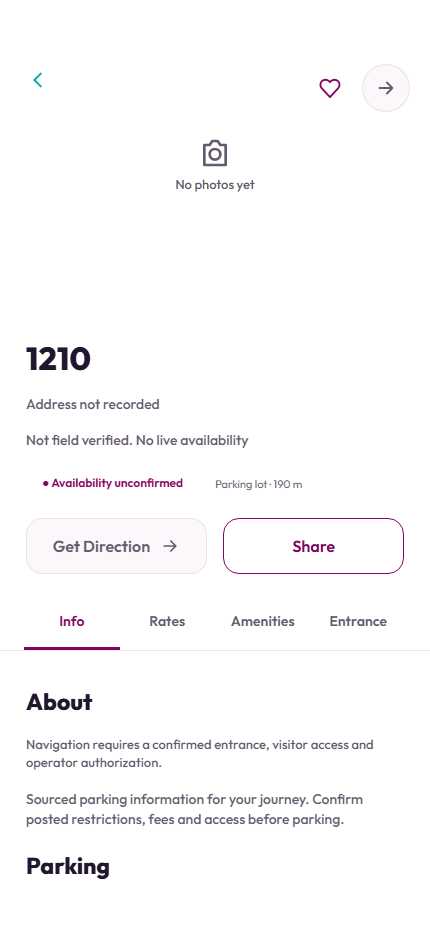 No photos yet
1210
Address not recorded
Not field verified. No live availability
● Availability unconfirmed
Parking lot · 190 m
Get Direction →
Share
Info
Rates
Amenities
Entrance
About
Navigation requires a confirmed entrance, visitor access and
operator authorization.
Sourced parking information for your journey. Confirm
posted restrictions, fees and access before parking.
Parking